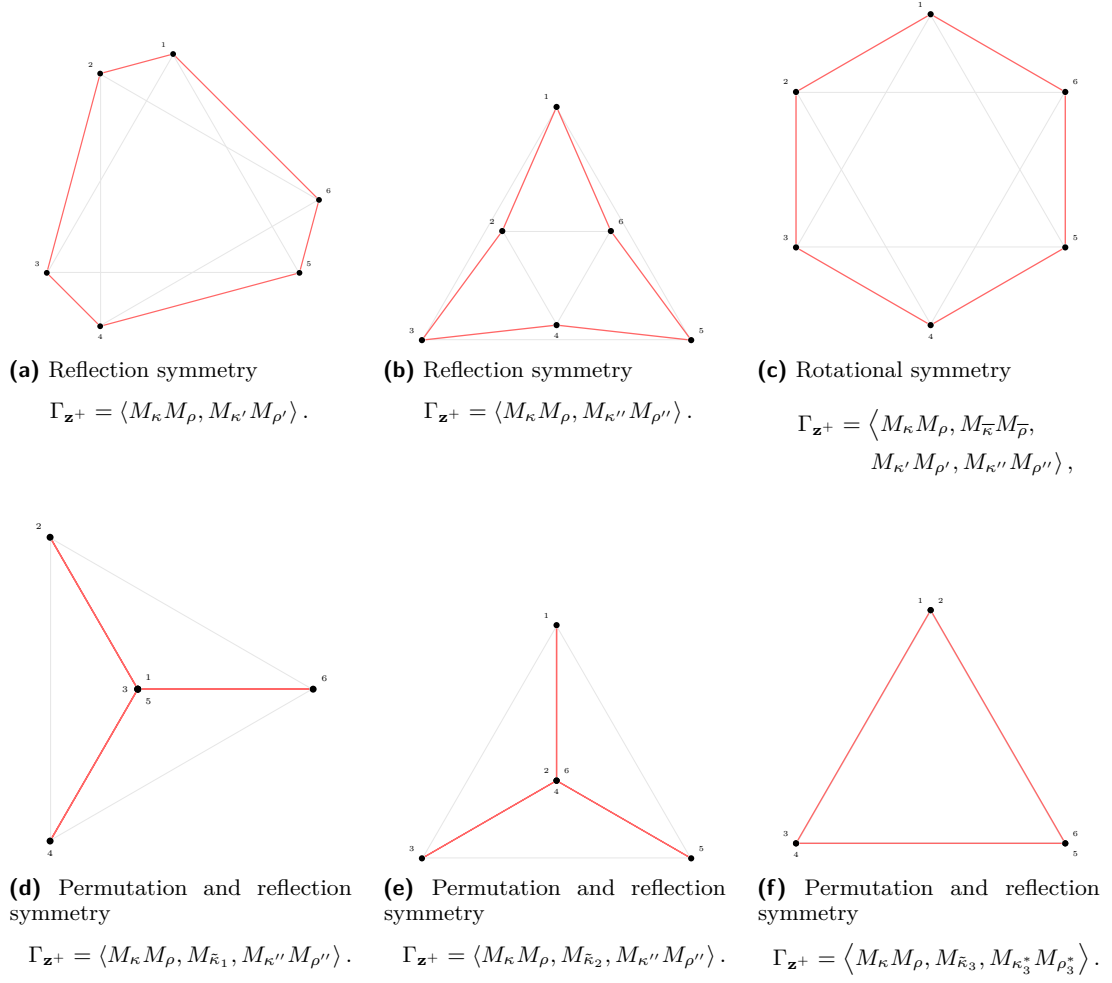 1
2
6
3
5
4
(a) Reflection symmetry
Γ_{z^+} = ⟨M_κ M_ρ, M_{κ′} M_{ρ′}⟩ .
1
2
6
4
3
5
(b) Reflection symmetry
Γ_{z^+} = ⟨M_κ M_ρ, M_{κ′′} M_{ρ′′}⟩ .
1
2
6
3
5
4
(c) Rotational symmetry
Γ_{z^+} = ⟨M_κ M_ρ, M_{\overline{κ}} M_{\overline{ρ}},
M_{κ′} M_{ρ′}, M_{κ′′} M_{ρ′′}⟩ ,
2
1
3
6
5
4
(d) Permutation and reflection
symmetry
Γ_{z^+} = ⟨M_κ M_ρ, M_{\tilde{κ}_1}, M_{κ′′} M_{ρ′′}⟩ .
1
2 6
4
3
5
(e) Permutation and reflection
symmetry
Γ_{z^+} = ⟨M_κ M_ρ, M_{\tilde{κ}_2}, M_{κ′′} M_{ρ′′}⟩ .
1 2
3
6
4
5
(f) Permutation and reflection
symmetry
Γ_{z^+} = ⟨M_κ M_ρ, M_{\tilde{κ}_3}, M_{κ_3^*} M_{ρ_3^*}⟩ .